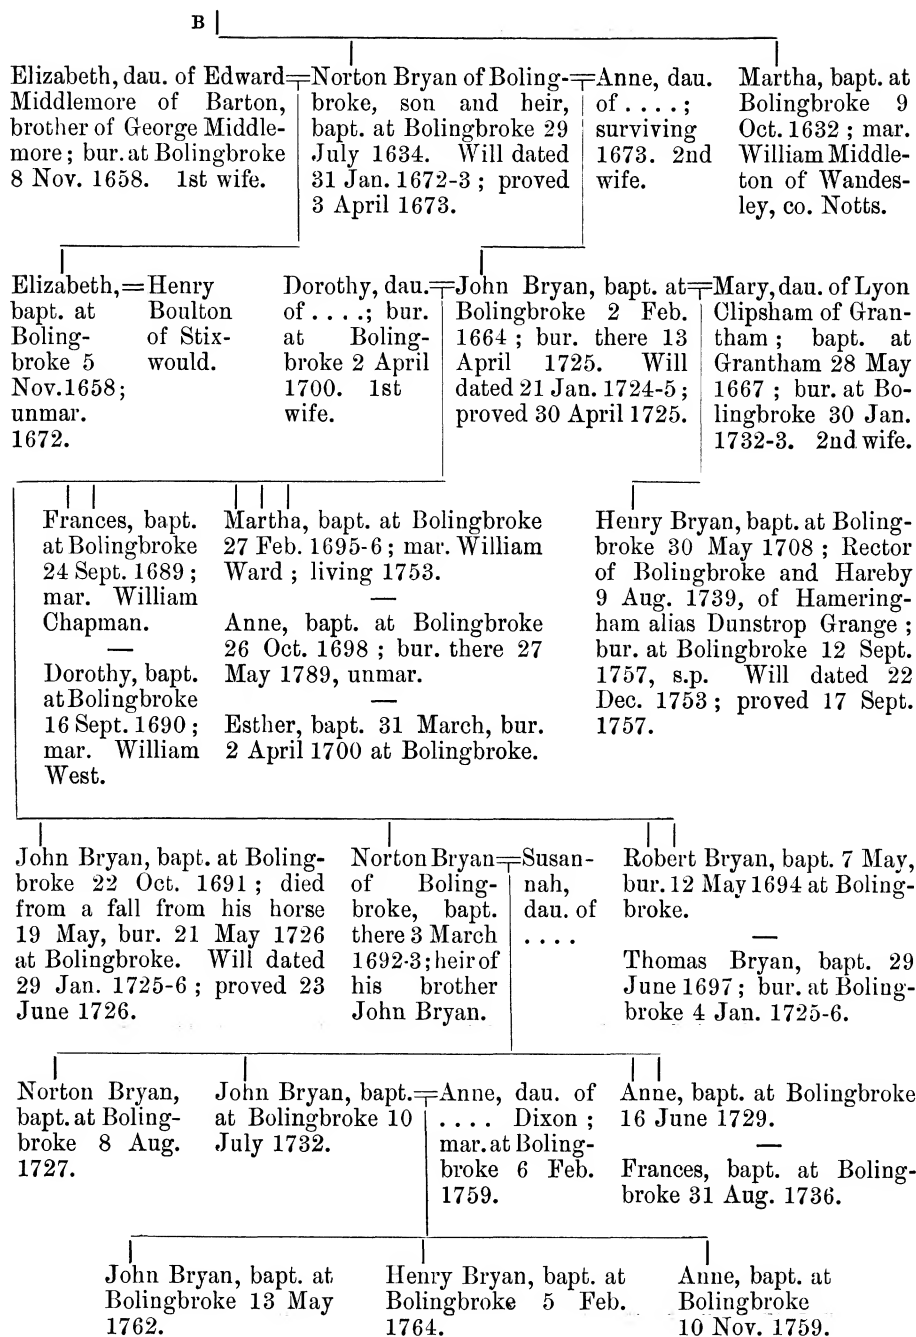 B
Elizabeth, dau. of Edward
Middlemore of Barton,
brother of George Middle-
more; bur. at Bolingbroke
8 Nov. 1658. 1st wife.
=Norton Bryan of Boling-
broke, son and heir,
bapt. at Bolingbroke 29
July 1634. Will dated
31 Jan. 1672-3; proved
3 April 1673.
=Anne, dau.
of . . . . ;
surviving
1673. 2nd
wife.
Martha, bapt. at
Bolingbroke 9
Oct. 1632; mar.
William Middle-
ton of Wandes-
ley, co. Notts.
Elizabeth,
bapt. at
Boling-
broke 5
Nov. 1658;
unmar.
1672.
=Henry
Boulton
of Stix-
would.
Dorothy, dau.
of . . . . ; bur.
at Boling-
broke 2 April
1700. 1st
wife.
=John Bryan, bapt. at
Bolingbroke 2 Feb.
1664; bur. there 13
April 1725. Will
dated 21 Jan. 1724-5;
proved 30 April 1725.
=Mary, dau. of Lyon
Clipsham of Gran-
tham; bapt. at
Grantham 28 May
1667; bur. at Bo-
lingbroke 30 Jan.
1732-3. 2nd wife.
Frances, bapt.
at Bolingbroke
24 Sept. 1689;
mar. William
Chapman.
—
Dorothy, bapt.
at Bolingbroke
16 Sept. 1690;
mar. William
West.
Martha, bapt. at Bolingbroke
27 Feb. 1695-6; mar. William
Ward; living 1753.
—
Anne, bapt. at Bolingbroke
26 Oct. 1698; bur. there 27
May 1789, unmar.
—
Esther, bapt. 31 March, bur.
2 April 1700 at Bolingbroke.
Henry Bryan, bapt. at Boling-
broke 30 May 1708; Rector
of Bolingbroke and Hareby
9 Aug. 1739, of Hamering-
ham alias Dunstrop Grange;
bur. at Bolingbroke 12 Sept.
1757, s.p. Will dated 22
Dec. 1753; proved 17 Sept.
1757.
John Bryan, bapt. at Boling-
broke 22 Oct. 1691; died
from a fall from his horse
19 May, bur. 21 May 1726
at Bolingbroke. Will dated
29 Jan. 1725-6; proved 23
June 1726.
Norton Bryan
of Boling-
broke, bapt.
there 3 March
1692-3; heir of
his brother
John Bryan.
=Susan-
nah,
dau. of
. . . .
Robert Bryan, bapt. 7 May,
bur. 12 May 1694 at Boling-
broke.
—
Thomas Bryan, bapt. 29
June 1697; bur. at Boling-
broke 4 Jan. 1725-6.
Norton Bryan,
bapt. at Boling-
broke 8 Aug.
1727.
John Bryan, bapt.
at Bolingbroke 10
July 1732.
=Anne, dau. of
. . . . Dixon;
mar. at Boling-
broke 6 Feb.
1759.
Anne, bapt. at Bolingbroke
16 June 1729.
—
Frances, bapt. at Boling-
broke 31 Aug. 1736.
John Bryan, bapt. at
Bolingbroke 13 May
1762.
Henry Bryan, bapt. at
Bolingbroke 5 Feb.
1764.
Anne, bapt. at
Bolingbroke
10 Nov. 1759.